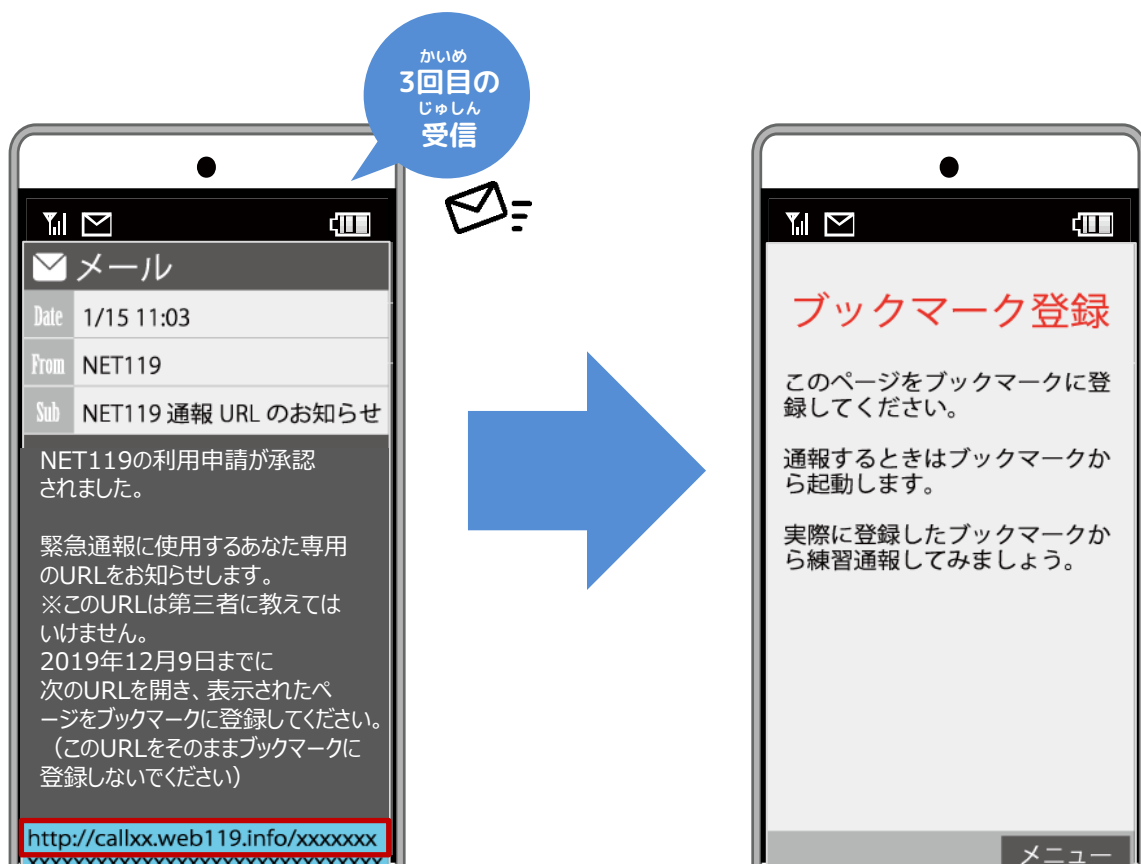 かいめ
3回目の
じゅしん
受信
メール
Date 1/15 11:03
From NET119
Sub NET119 通報 URL のお知らせ
NET119の利用申請が承認
されました。
緊急通報に使用するあなた専用
のURLをお知らせします。
※このURLは第三者に教えては
いけません。
2019年12月9日までに
次のURLを開き、表示されたペ
ージをブックマークに登録してください。
（このURLをそのままブックマークに
登録しないでください）
http://callxx.web119.info/xxxxxxx
ブックマーク登録
このページをブックマークに登
録してください。
通報するときはブックマークか
ら起動します。
実際に登録したブックマークか
ら練習通報してみましょう。
メニュー